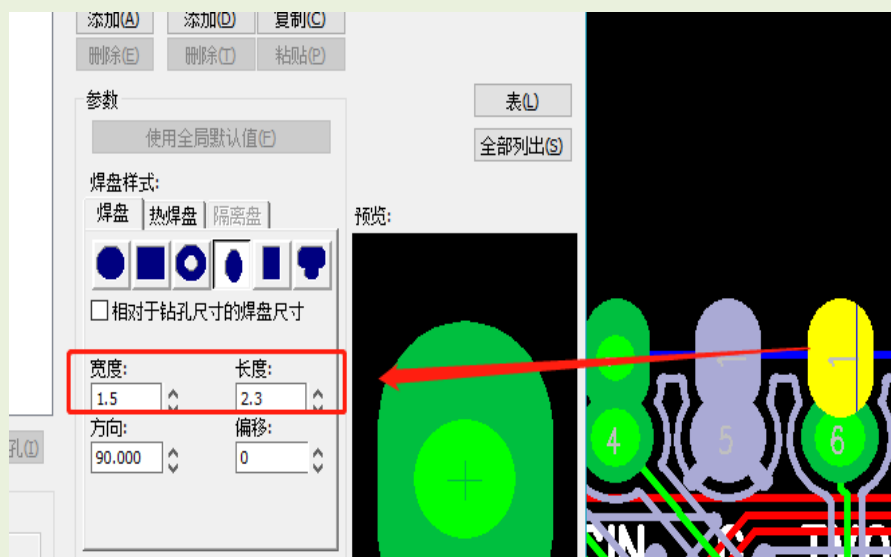 添加(A) 添加(D) 复制(C)
删除(E) 删除(T) 粘贴(P)
参数
使用全局默认值(F)
焊盘样式:
焊盘 热焊盘 隔离盘
相对于钻孔尺寸的焊盘尺寸
宽度: 长度:
1.5 2.3
方向: 偏移:
90.000 0
孔(I)
表(L)
全部列出(S)
预览:
1 1
4 5 6